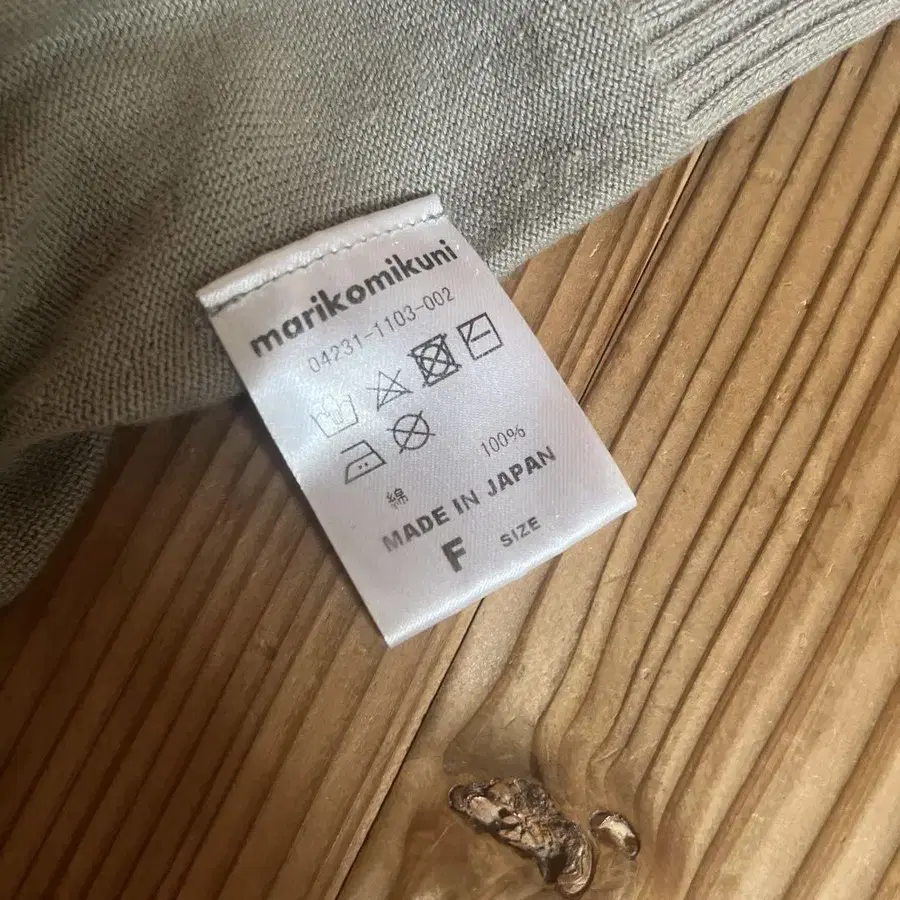 marikomikuni
04231-1103-002
綿 100%
MADE IN JAPAN
F SIZE